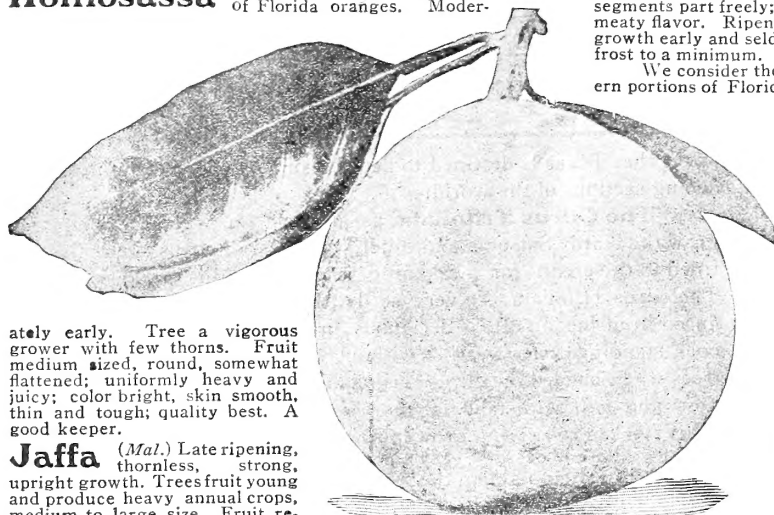 Homosassa of Florida oranges. Moder-
ately early. Tree a vigorous
grower with few thorns. Fruit
medium sized, round, somewhat
flattened; uniformly heavy and
juicy; color bright, skin smooth,
thin and tough; quality best. A
good keeper.
Jaffa (Mal.) Late ripening,
thornless, strong,
upright growth. Trees fruit young
and produce heavy annual crops,
medium to large size. Fruit re-
segments part freely;
meaty flavor. Ripen
growth early and seld
frost to a minimum.
We consider the
ern portions of Florid